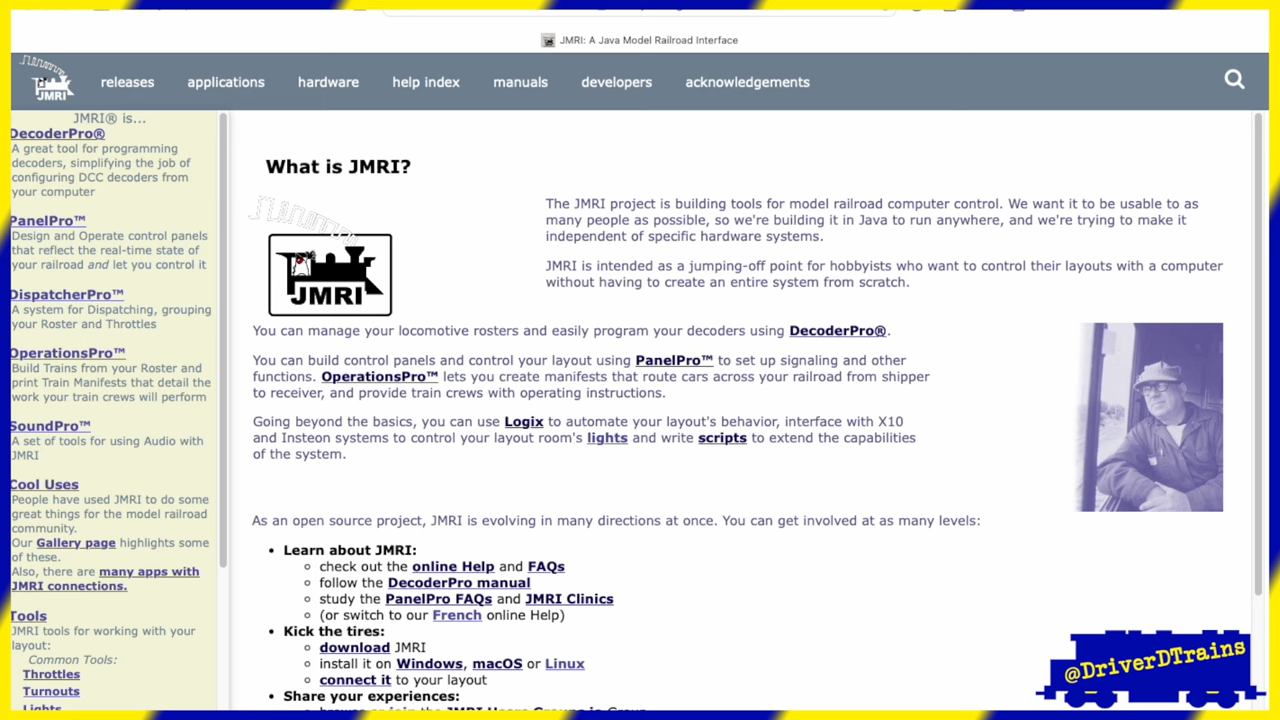 JMRI: A Java Model Railroad Interface
JMRI
releases
applications
hardware
help index
manuals
developers
acknowledgements
JMRI® is...
DecoderPro®
A great tool for programming
decoders, simplifying the job of
configuring DCC decoders from
your computer
PanelPro™
Design and Operate control panels
that reflect the real-time state of
your railroad and let you control it
DispatcherPro™
A system for Dispatching, grouping
your Roster and Throttles
OperationsPro™
Build Trains from your Roster and
print Train Manifests that detail the
work your train crews will perform
SoundPro™
A set of tools for using Audio with
JMRI
Cool Uses
People have used JMRI to do some
great things for the model railroad
community.
Our Gallery page highlights some
of these.
Also, there are many apps with
JMRI connections.
Tools
JMRI tools for working with your
layout:
Common Tools:
Throttles
Turnouts
Lights
What is JMRI?
JMRI
The JMRI project is building tools for model railroad computer control. We want it to be usable to as
many people as possible, so we're building it in Java to run anywhere, and we're trying to make it
independent of specific hardware systems.
JMRI is intended as a jumping-off point for hobbyists who want to control their layouts with a computer
without having to create an entire system from scratch.
You can manage your locomotive rosters and easily program your decoders using DecoderPro®.
You can build control panels and control your layout using PanelPro™ to set up signaling and other
functions. OperationsPro™ lets you create manifests that route cars across your railroad from shipper
to receiver, and provide train crews with operating instructions.
Going beyond the basics, you can use Logix to automate your layout's behavior, interface with X10
and Insteon systems to control your layout room's lights and write scripts to extend the capabilities
of the system.
As an open source project, JMRI is evolving in many directions at once. You can get involved at as many levels:
• Learn about JMRI:
◦ check out the online Help and FAQs
◦ follow the DecoderPro manual
◦ study the PanelPro FAQs and JMRI Clinics
◦ (or switch to our French online Help)
• Kick the tires:
◦ download JMRI
◦ install it on Windows, macOS or Linux
◦ connect it to your layout
• Share your experiences:
◦ browse or join the JMRI Users Groups.io Group
@DriverDTrains